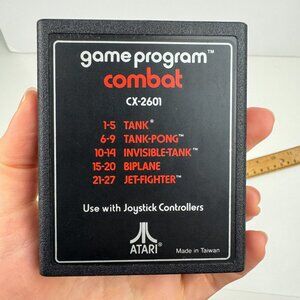 game program™
combat
CX-2601
1-5 TANK®
6-9 TANK-PONG™
10-14 INVISIBLE-TANK™
15-20 BIPLANE
21-27 JET-FIGHTER™
Use with Joystick Controllers
ATARI®
Made in Taiwan